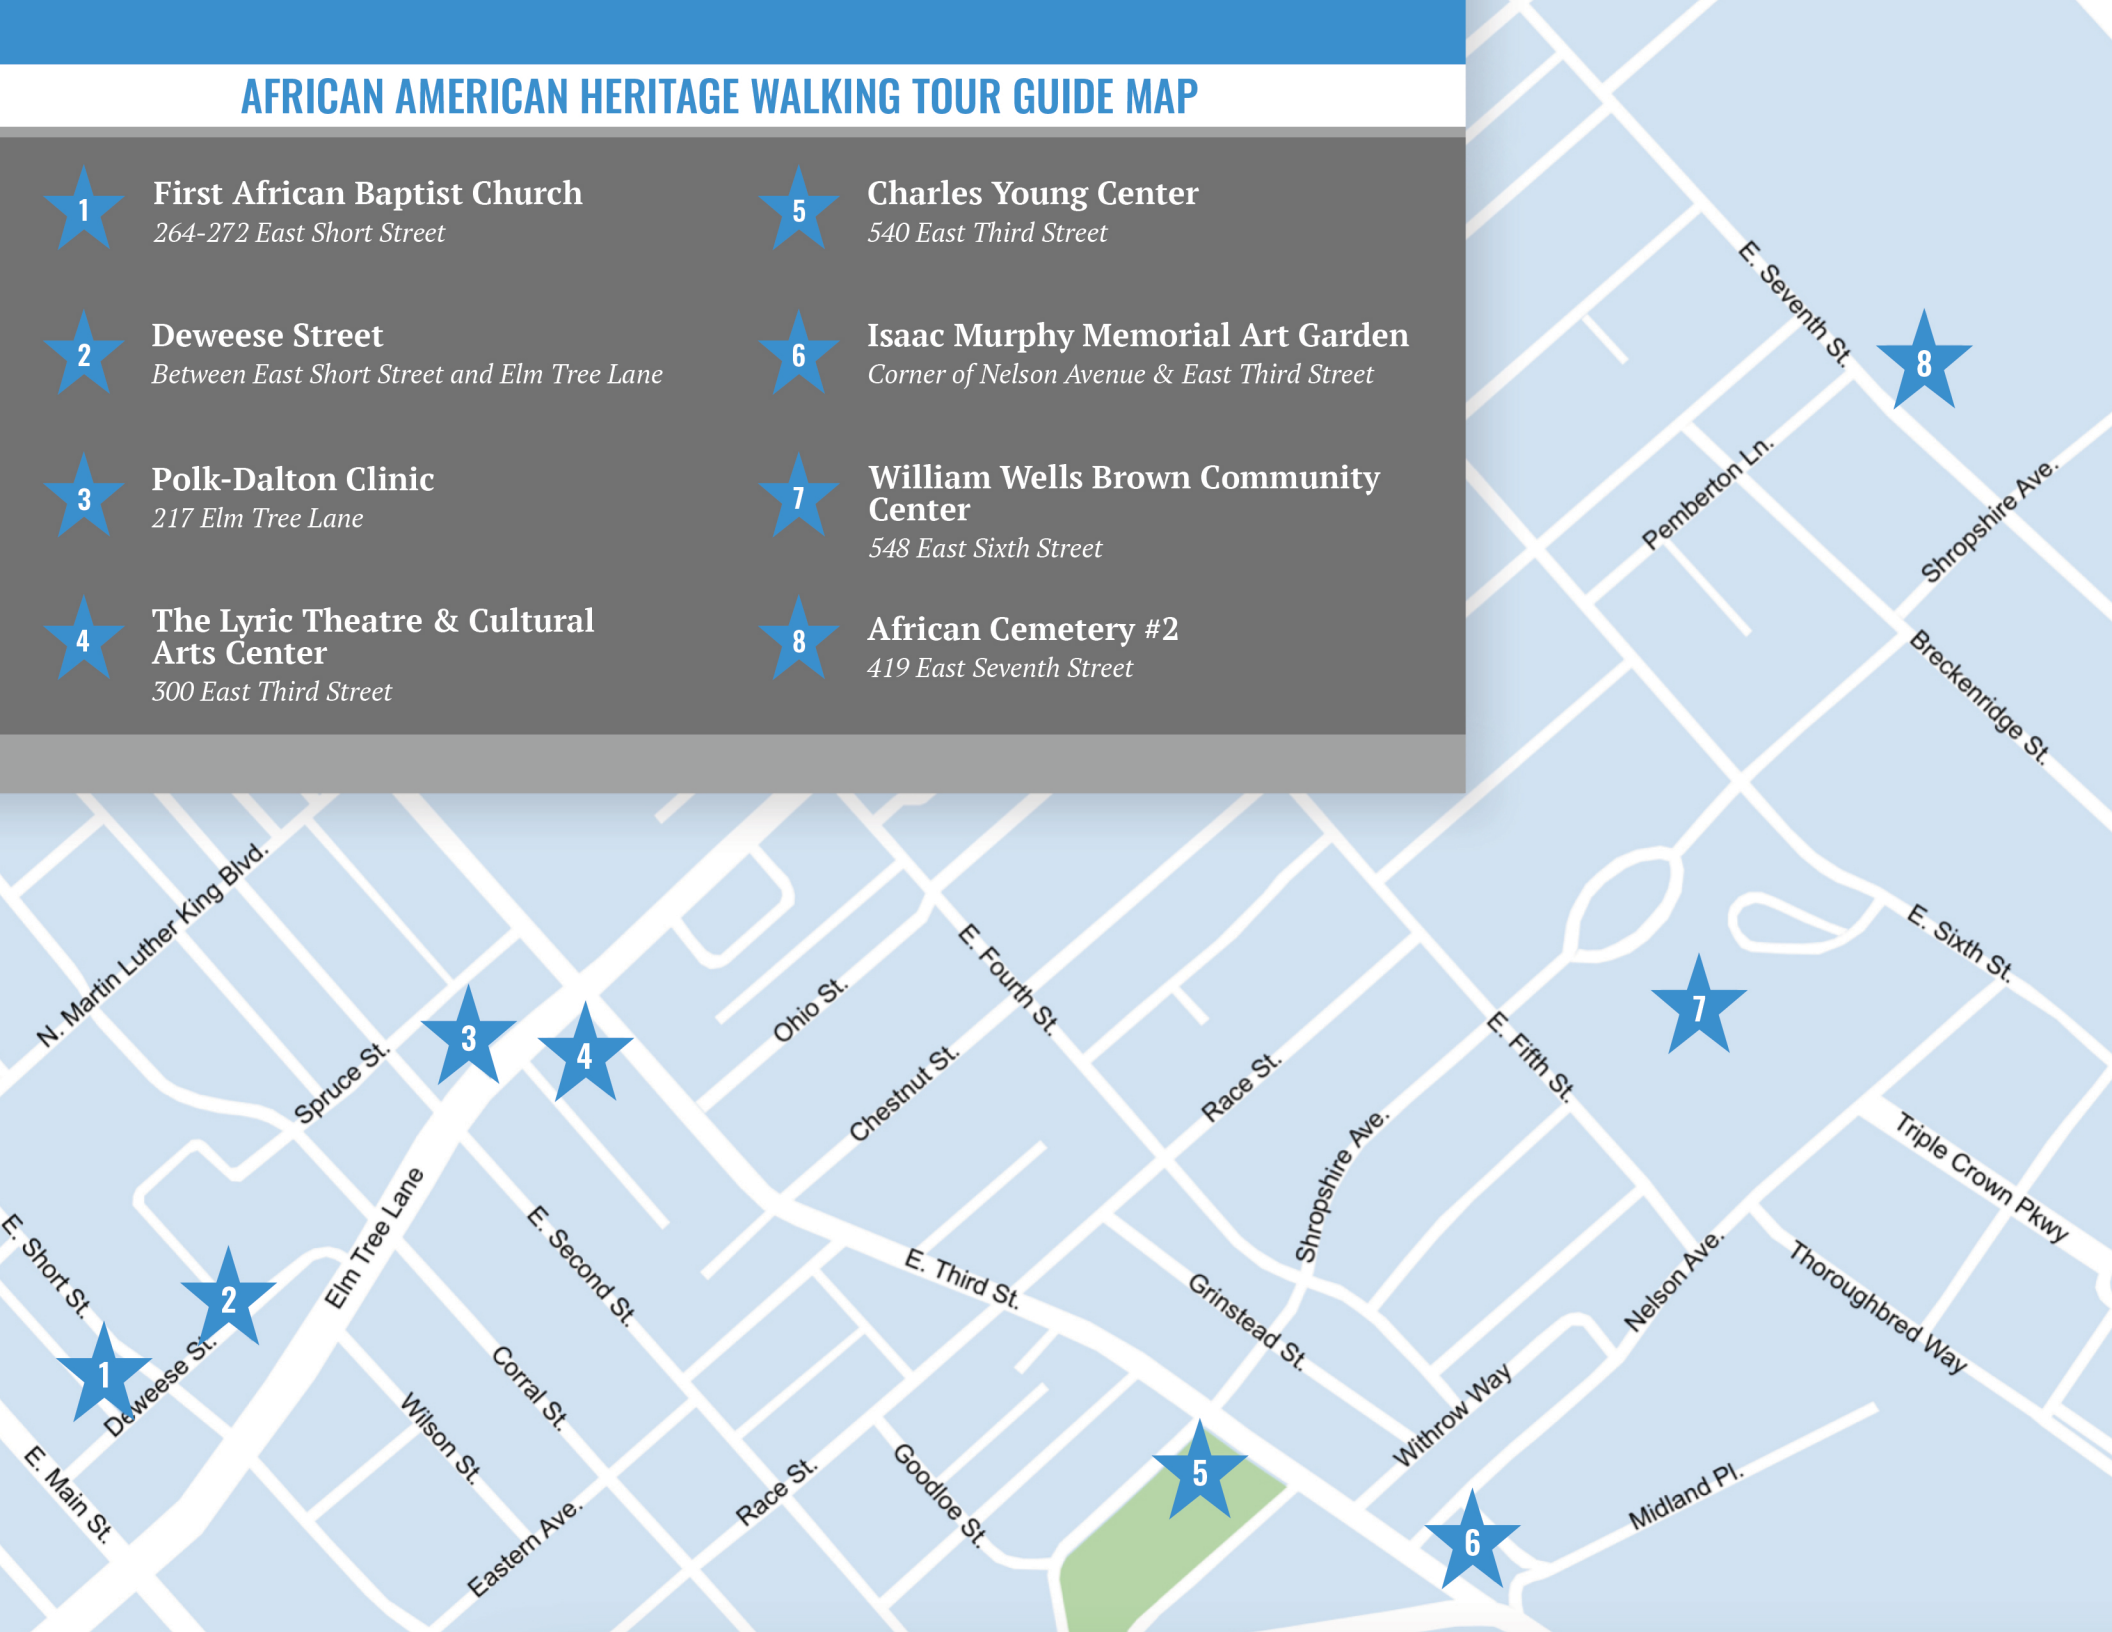 AFRICAN AMERICAN HERITAGE WALKING TOUR GUIDE MAP
1
First African Baptist Church
264-272 East Short Street
2
Deweese Street
Between East Short Street and Elm Tree Lane
3
Polk-Dalton Clinic
217 Elm Tree Lane
4
The Lyric Theatre & Cultural
Arts Center
300 East Third Street
5
Charles Young Center
540 East Third Street
6
Isaac Murphy Memorial Art Garden
Corner of Nelson Avenue & East Third Street
7
William Wells Brown Community
Center
548 East Sixth Street
8
African Cemetery #2
419 East Seventh Street
E. Seventh St.
8
Pemberton Ln.
Shropshire Ave.
Breckenridge St.
N. Martin Luther King Blvd.
E. Fourth St.
E. Sixth St.
7
3
4
Ohio St.
Spruce St.
Chestnut St.
Race St.
E. Fifth St.
Shropshire Ave.
Triple Crown Pkwy
Elm Tree Lane
E. Short St.
E. Second St.
E. Third St.
Grinstead St.
Nelson Ave.
Thoroughbred Way
2
1
Deweese St.
Wilson St.
Corral St.
Withrow Way
E. Main St.
Eastern Ave.
Race St.
Goodloe St.
5
6
Midland Pl.